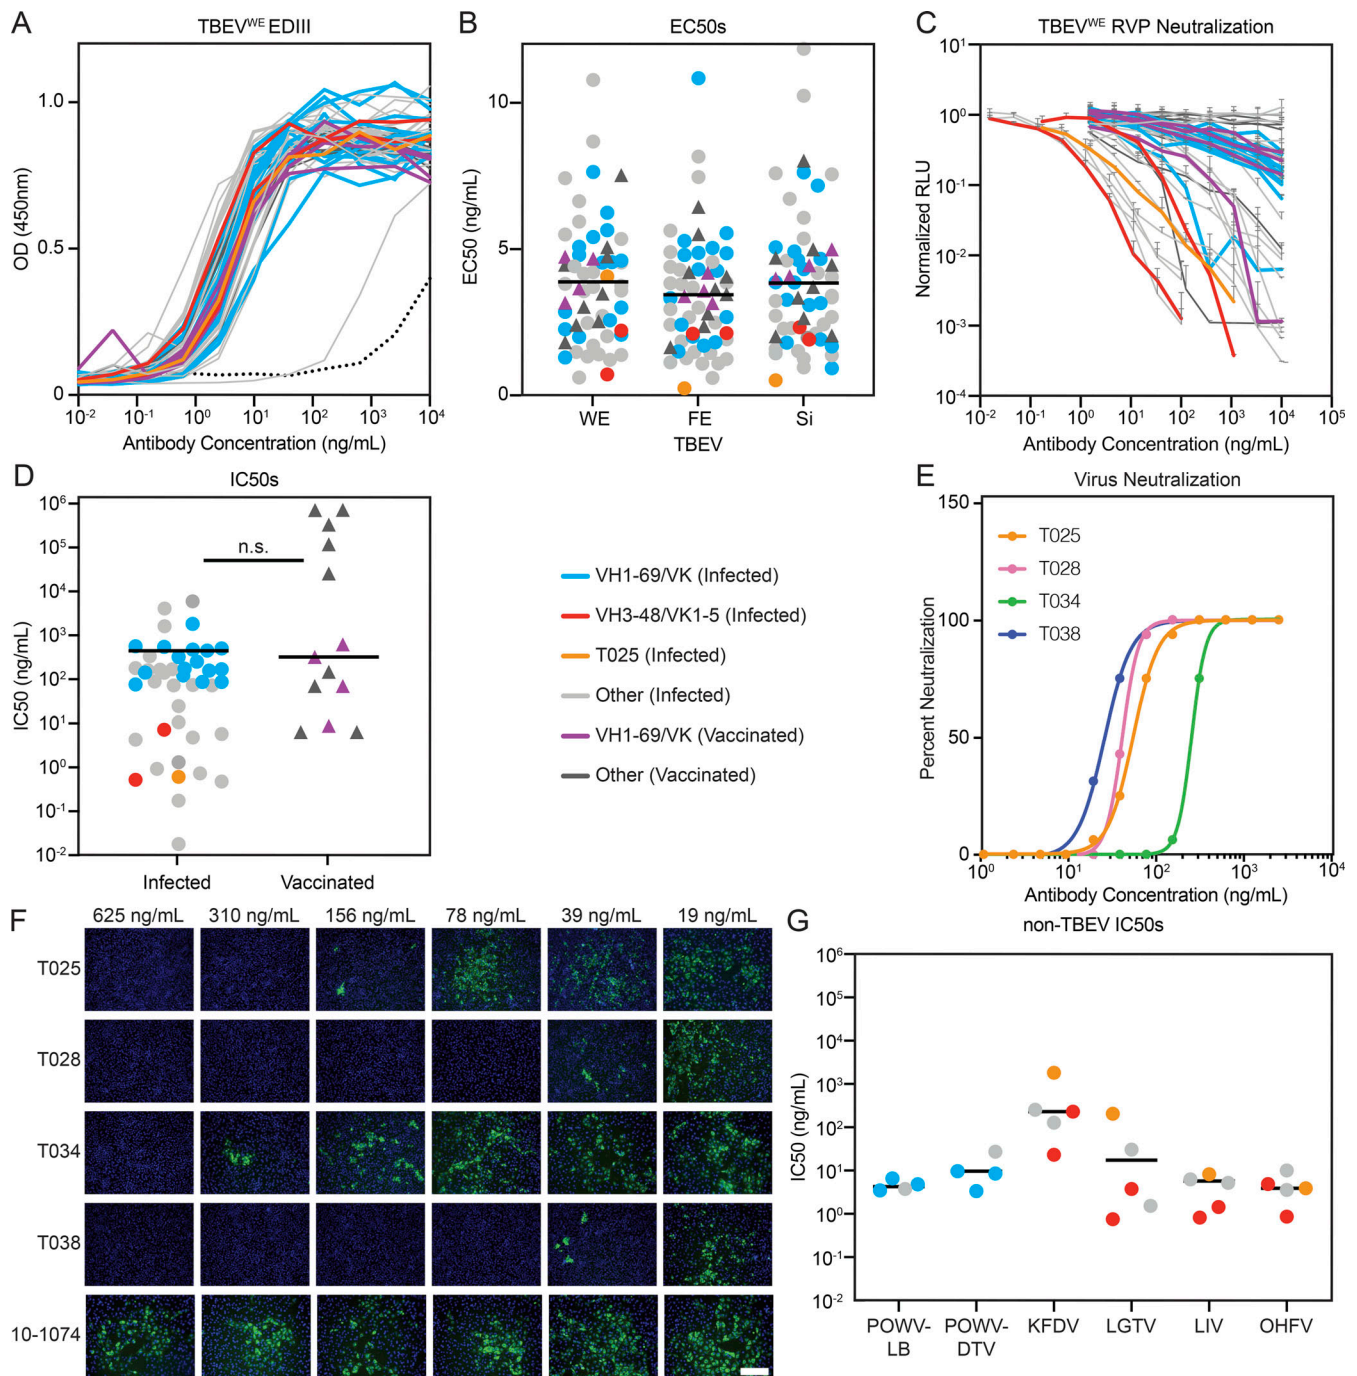 A
TBEV^WE EDIII
OD (450nm)
1.0
0.5
0
10^-2 10^-1 10^0 10^1 10^2 10^3 10^4
Antibody Concentration (ng/mL)
B
EC50s
EC50 (ng/mL)
10
5
0
WE FE Si
TBEV
C
TBEV^WE RVP Neutralization
Normalized RLU
10^1
10^0
10^-1
10^-2
10^-3
10^-4
10^-2 10^-1 10^0 10^1 10^2 10^3 10^4 10^5
Antibody Concentration (ng/mL)
D
IC50s
IC50 (ng/mL)
10^6
10^5
10^4
10^3
10^2
10^1
10^0
10^-1
10^-2
n.s.
Infected Vaccinated
VH1-69/VK (Infected)
VH3-48/VK1-5 (Infected)
T025 (Infected)
Other (Infected)
VH1-69/VK (Vaccinated)
Other (Vaccinated)
E
Virus Neutralization
Percent Neutralization
150
100
50
0
T025
T028
T034
T038
10^0 10^1 10^2 10^3 10^4
Antibody Concentration (ng/mL)
F
625 ng/mL 310 ng/mL 156 ng/mL 78 ng/mL 39 ng/mL 19 ng/mL
T025
T028
T034
T038
10-1074
G
non-TBEV IC50s
IC50 (ng/mL)
10^6
10^5
10^4
10^3
10^2
10^1
10^0
10^-1
10^-2
POWV-LB POWV-DTV KFDV LGTV LIV OHFV